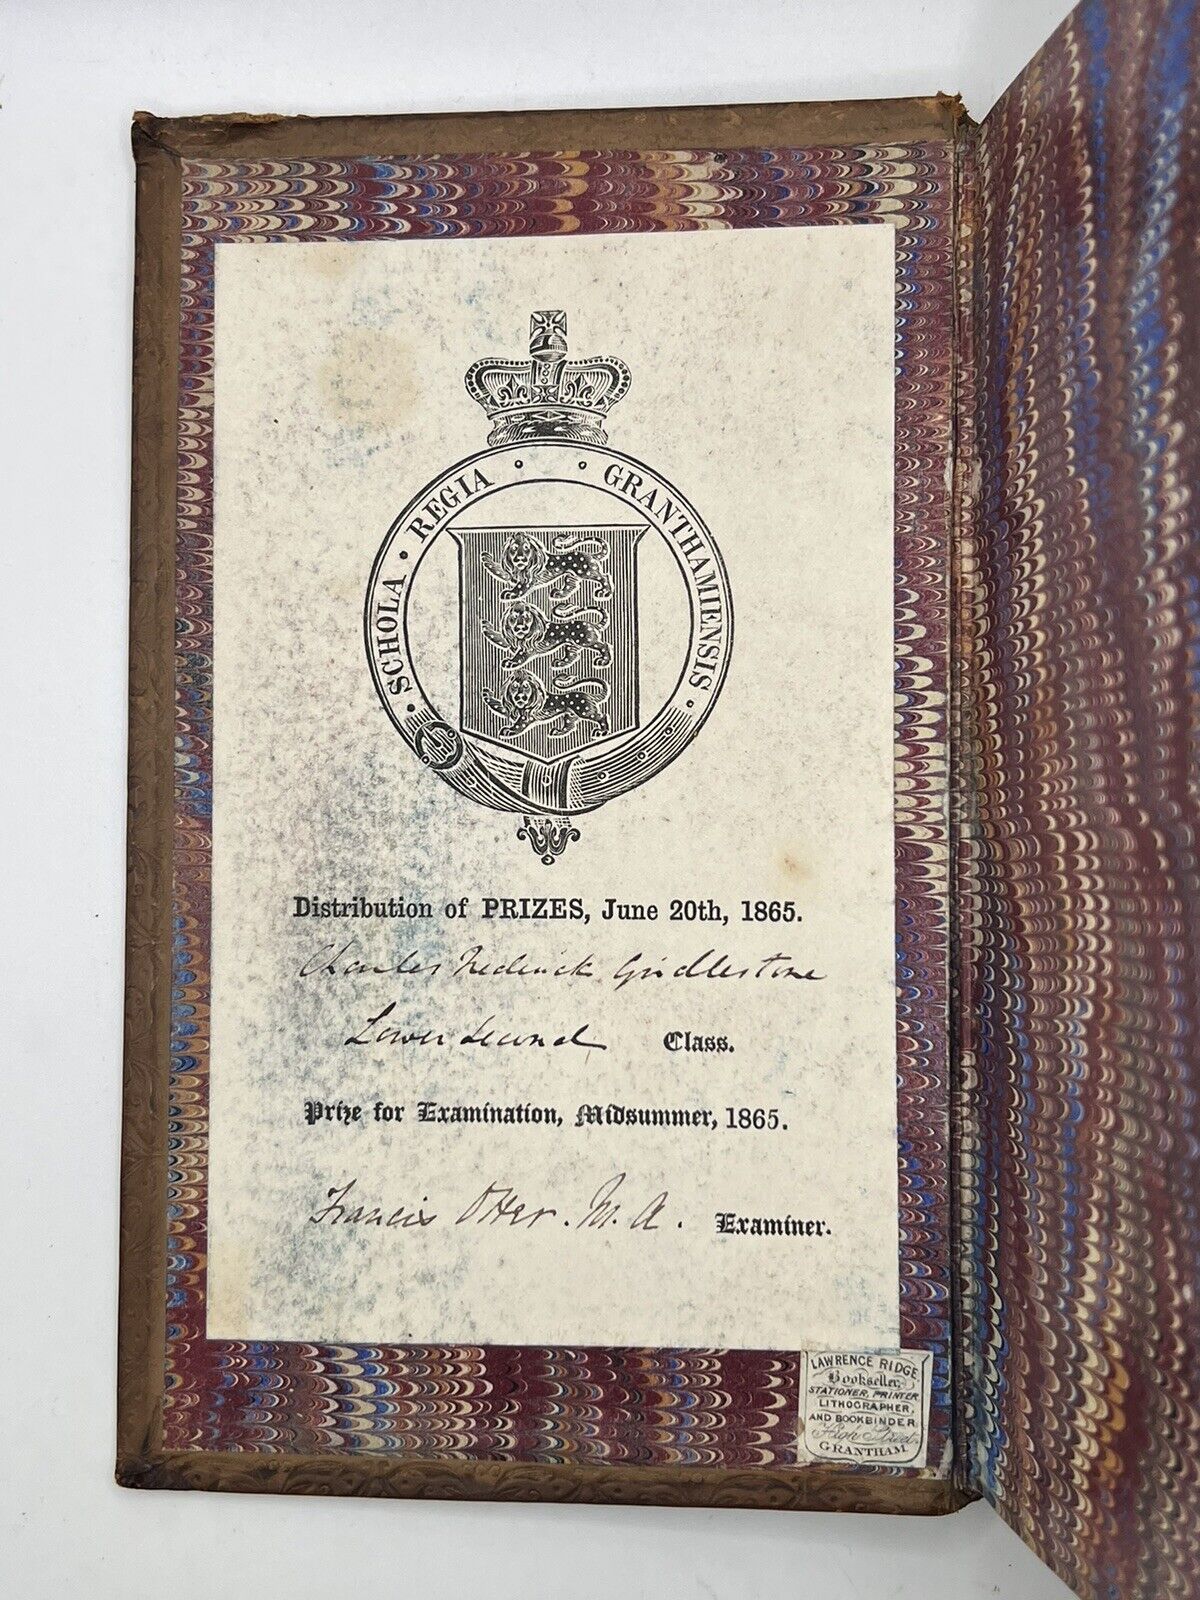 · SCHOLA · REGIA · · GRANTHAMIENSIS ·
Distribution of PRIZES, June 20th, 1865.
Charles Frederick Girdlestone
Lower Second Class.
Prize for Examination, Midsummer, 1865.
Francis Otter. M. A. Examiner.
LAWRENCE RIDGE,
Bookseller,
STATIONER, PRINTER
LITHOGRAPHER,
AND BOOKBINDER
High Street,
GRANTHAM